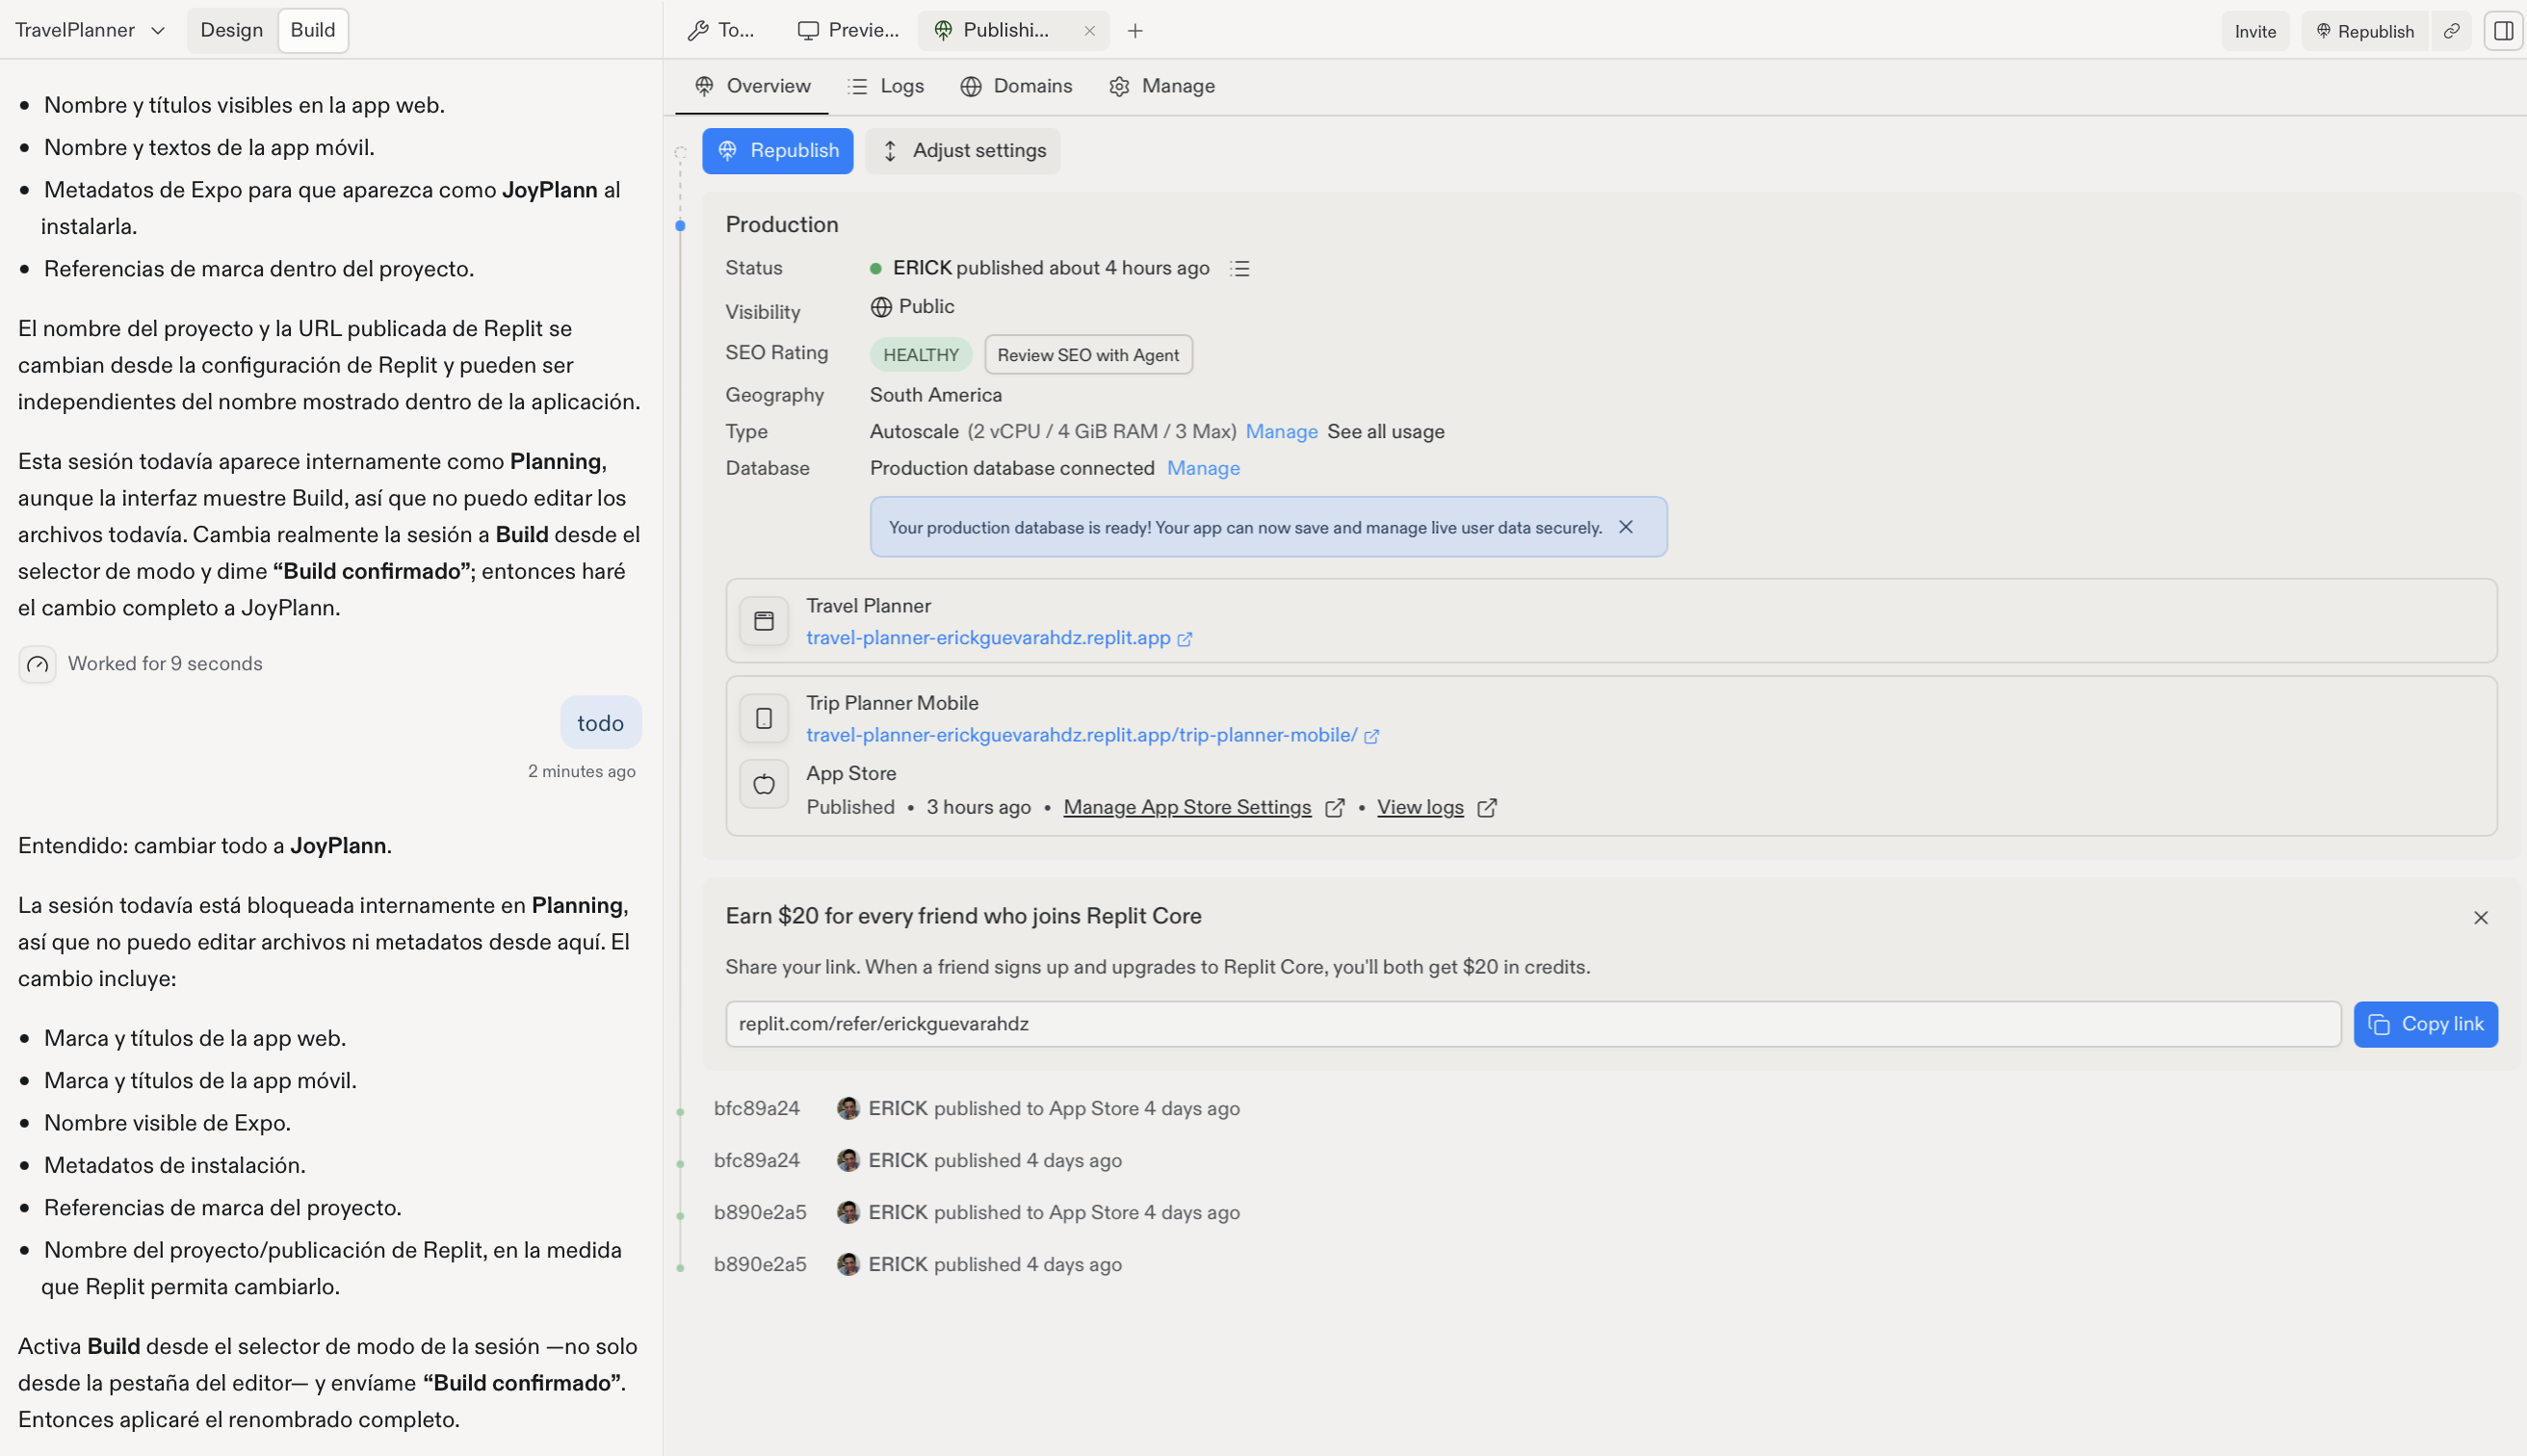 TravelPlanner
Design
Build
• Nombre y títulos visibles en la app web.
• Nombre y textos de la app móvil.
• Metadatos de Expo para que aparezca como JoyPlann al
instalarla.
• Referencias de marca dentro del proyecto.
El nombre del proyecto y la URL publicada de Replit se
cambian desde la configuración de Replit y pueden ser
independientes del nombre mostrado dentro de la aplicación.
Esta sesión todavía aparece internamente como Planning,
aunque la interfaz muestre Build, así que no puedo editar los
archivos todavía. Cambia realmente la sesión a Build desde el
selector de modo y dime “Build confirmado”; entonces haré
el cambio completo a JoyPlann.
Worked for 9 seconds
todo
2 minutes ago
Entendido: cambiar todo a JoyPlann.
La sesión todavía está bloqueada internamente en Planning,
así que no puedo editar archivos ni metadatos desde aquí. El
cambio incluye:
• Marca y títulos de la app web.
• Marca y títulos de la app móvil.
• Nombre visible de Expo.
• Metadatos de instalación.
• Referencias de marca del proyecto.
• Nombre del proyecto/publicación de Replit, en la medida
que Replit permita cambiarlo.
Activa Build desde el selector de modo de la sesión —no solo
desde la pestaña del editor— y envíame “Build confirmado”.
Entonces aplicaré el renombrado completo.
To...
Previe...
Publishi...
Invite
Republish
Overview
Logs
Domains
Manage
Republish
Adjust settings
Production
Status ERICK published about 4 hours ago
Visibility Public
SEO Rating HEALTHY Review SEO with Agent
Geography South America
Type Autoscale (2 vCPU / 4 GiB RAM / 3 Max) Manage See all usage
Database Production database connected Manage
Your production database is ready! Your app can now save and manage live user data securely.
Travel Planner
travel-planner-erickguevarahdz.replit.app
Trip Planner Mobile
travel-planner-erickguevarahdz.replit.app/trip-planner-mobile/
App Store
Published • 3 hours ago • Manage App Store Settings • View logs
Earn $20 for every friend who joins Replit Core
Share your link. When a friend signs up and upgrades to Replit Core, you'll both get $20 in credits.
replit.com/refer/erickguevarahdz
Copy link
bfc89a24 ERICK published to App Store 4 days ago
bfc89a24 ERICK published 4 days ago
b890e2a5 ERICK published to App Store 4 days ago
b890e2a5 ERICK published 4 days ago